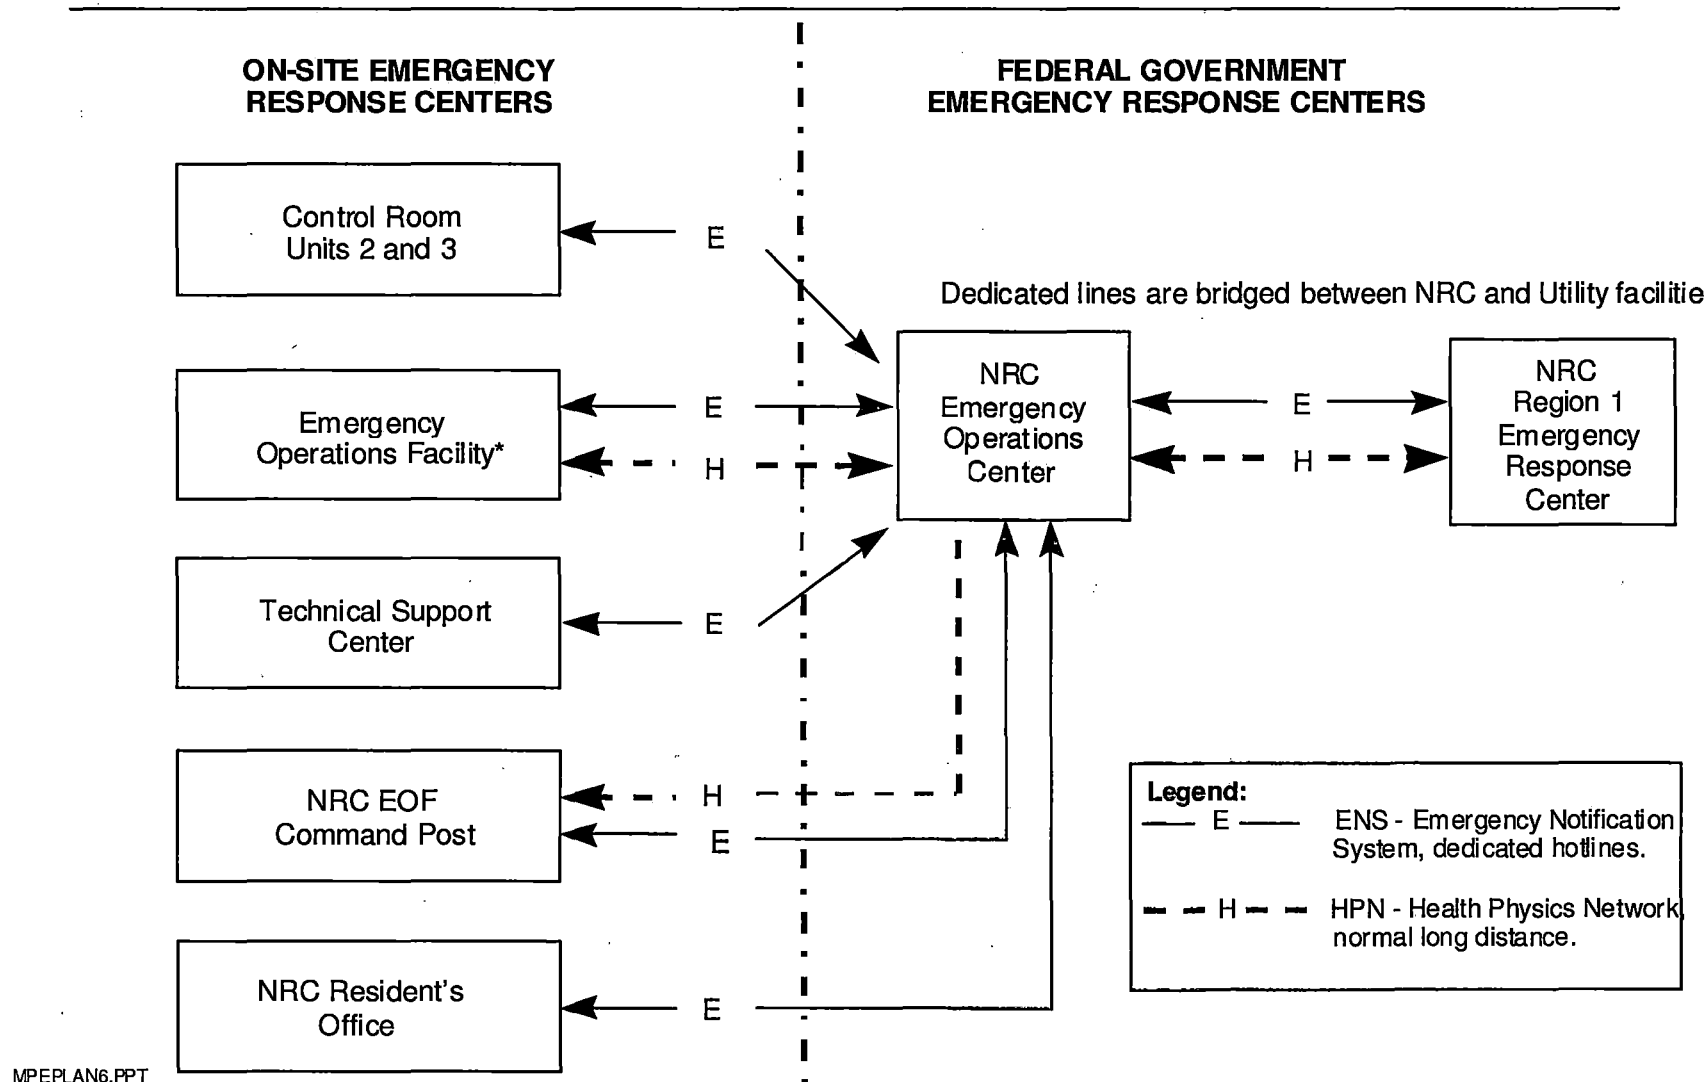 ON-SITE EMERGENCY
RESPONSE CENTERS
FEDERAL GOVERNMENT
EMERGENCY RESPONSE CENTERS
Control Room
Units 2 and 3
E
Dedicated lines are bridged between NRC and Utility facilitie
Emergency
Operations Facility*
E
H
NRC
Emergency
Operations
Center
E
H
NRC
Region 1
Emergency
Response
Center
Technical Support
Center
E
NRC EOF
Command Post
H
E
NRC Resident's
Office
E
Legend:
E ENS - Emergency Notification
System, dedicated hotlines.
H HPN - Health Physics Network
normal long distance.
MPEPLAN6.PPT